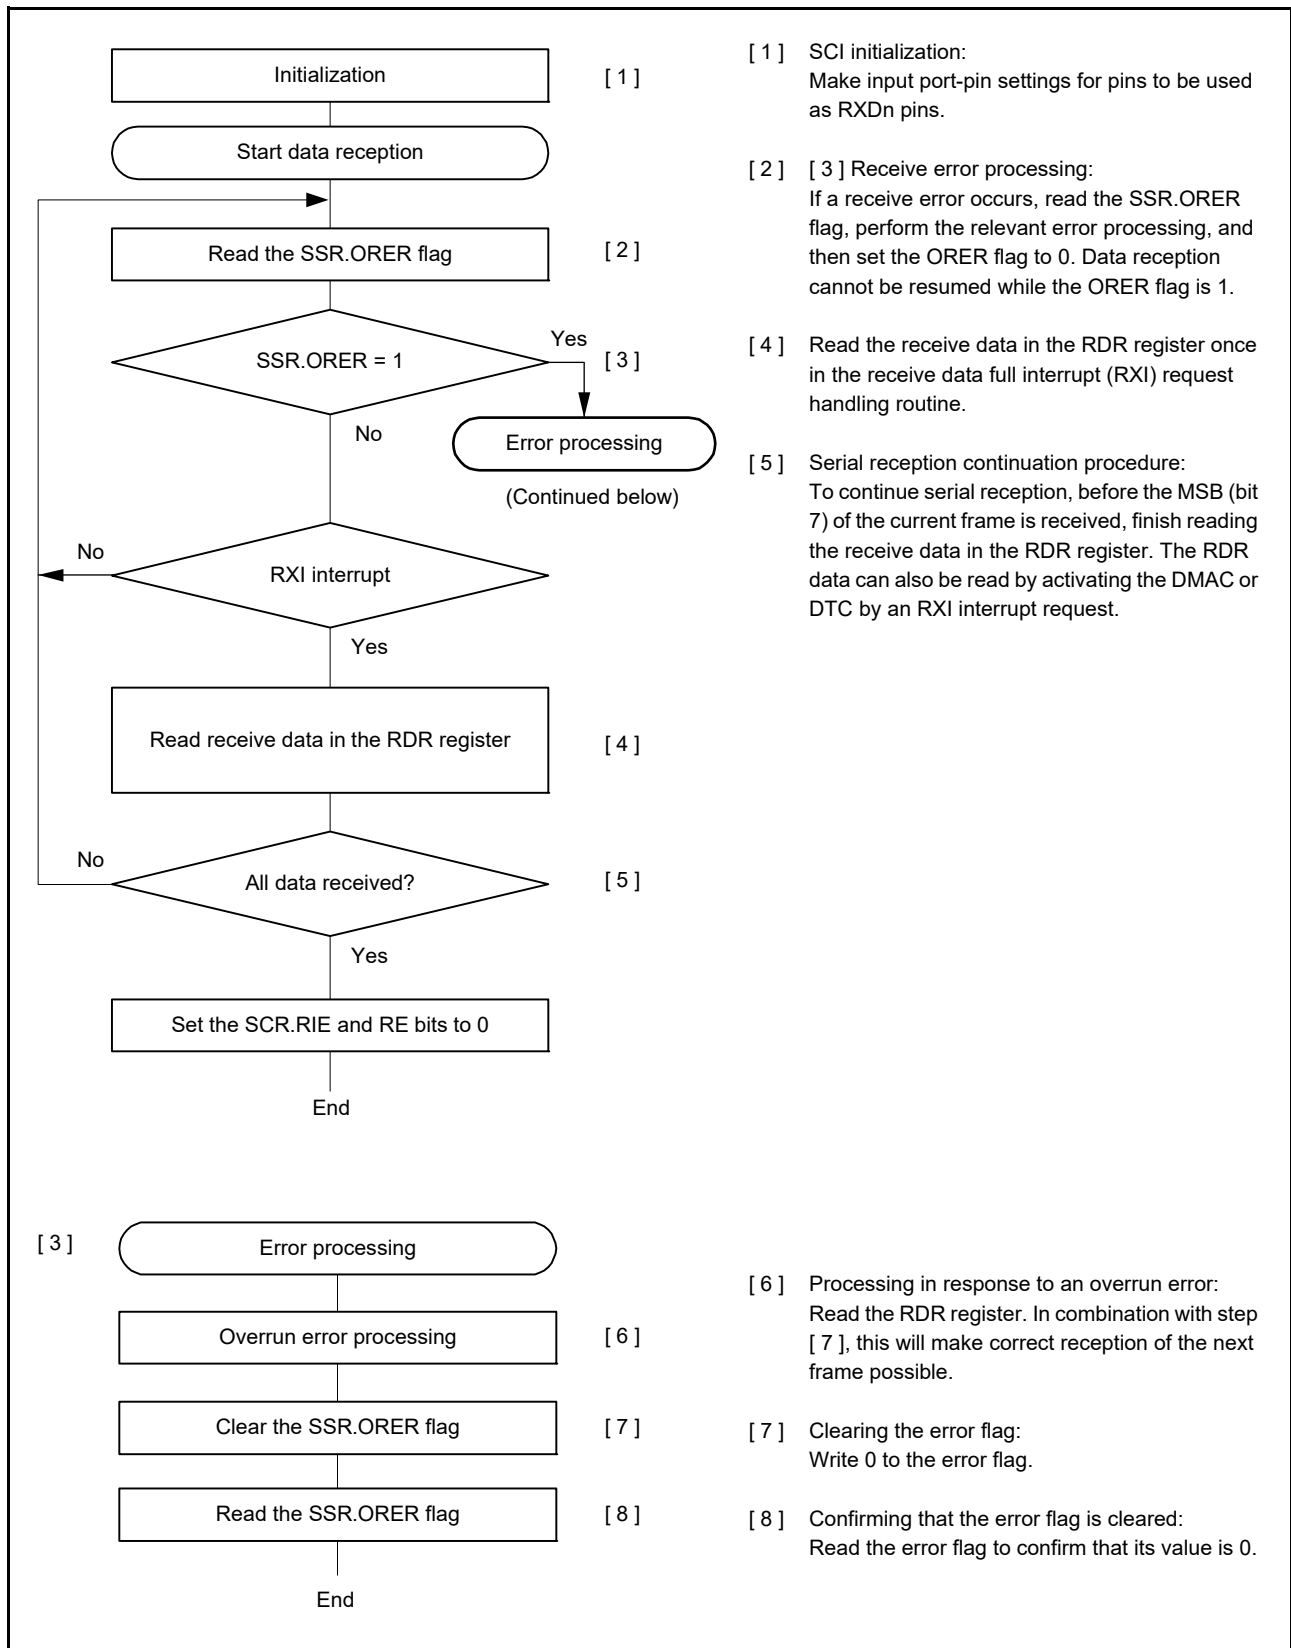 Initialization
[ 1 ]
Start data reception
Read the SSR.ORER flag
[ 2 ]
SSR.ORER = 1
Yes
[ 3 ]
No
Error processing
(Continued below)
No
RXI interrupt
Yes
Read receive data in the RDR register
[ 4 ]
No
All data received?
[ 5 ]
Yes
Set the SCR.RIE and RE bits to 0
End
[ 1 ] SCI initialization:
Make input port-pin settings for pins to be used
as RXDn pins.
[ 2 ] [ 3 ] Receive error processing:
If a receive error occurs, read the SSR.ORER
flag, perform the relevant error processing, and
then set the ORER flag to 0. Data reception
cannot be resumed while the ORER flag is 1.
[ 4 ] Read the receive data in the RDR register once
in the receive data full interrupt (RXI) request
handling routine.
[ 5 ] Serial reception continuation procedure:
To continue serial reception, before the MSB (bit
7) of the current frame is received, finish reading
the receive data in the RDR register. The RDR
data can also be read by activating the DMAC or
DTC by an RXI interrupt request.
[ 3 ]
Error processing
Overrun error processing
[ 6 ]
Clear the SSR.ORER flag
[ 7 ]
Read the SSR.ORER flag
[ 8 ]
End
[ 6 ] Processing in response to an overrun error:
Read the RDR register. In combination with step
[ 7 ], this will make correct reception of the next
frame possible.
[ 7 ] Clearing the error flag:
Write 0 to the error flag.
[ 8 ] Confirming that the error flag is cleared:
Read the error flag to confirm that its value is 0.